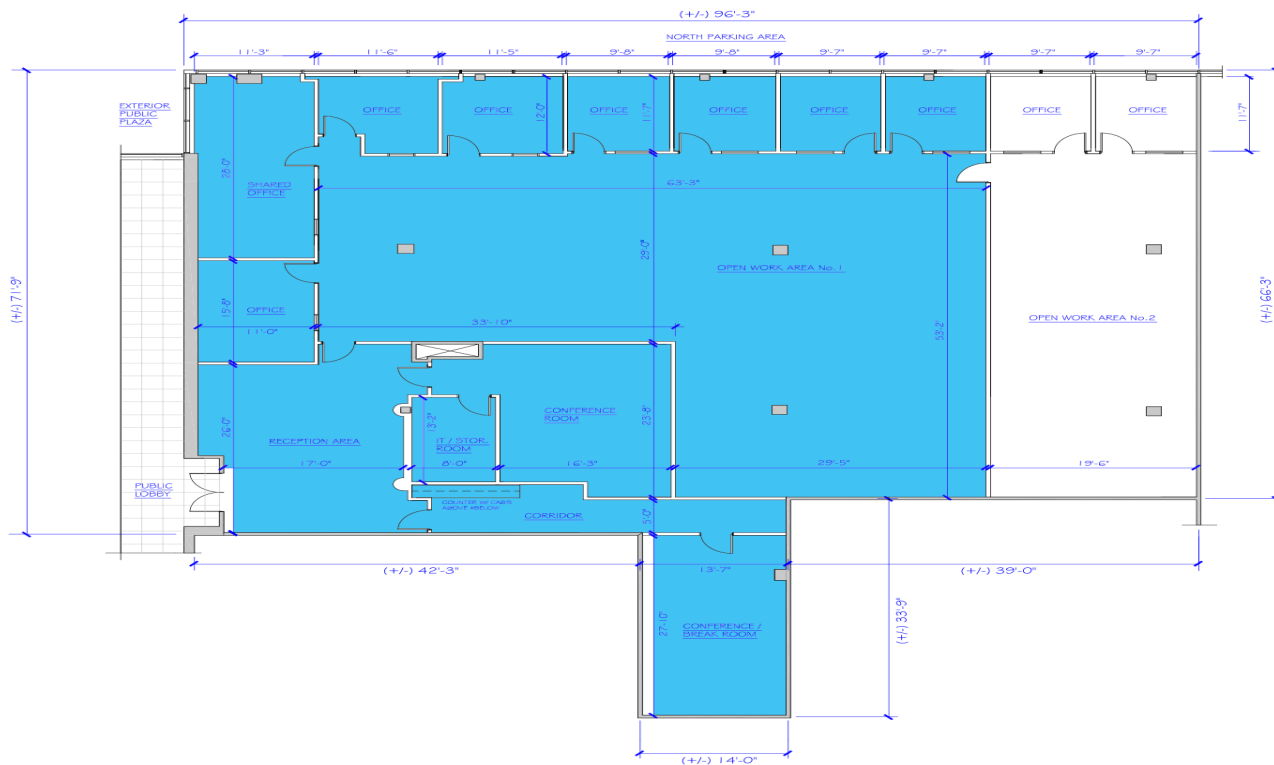 (+/-) 96'-3"
NORTH PARKING AREA
11'-3"
11'-6"
11'-5"
9'-8"
9'-8"
9'-7"
9'-7"
9'-7"
9'-7"
EXTERIOR
PUBLIC
PLAZA
OFFICE
OFFICE
OFFICE
OFFICE
OFFICE
OFFICE
OFFICE
OFFICE
12'-0"
11'-7"
11'-7"
28'-0"
SHARED
OFFICE
63'-3"
29'-0"
OPEN WORK AREA No. 1
(+/-) 71'-9"
(+/-) 66'-3"
15'-8"
OFFICE
11'-0"
33'-10"
53'-2"
OPEN WORK AREA No.2
26'-0"
RECEPTION AREA
13'-2"
IT / STOR.
ROOM
CONFERENCE
ROOM
23'-8"
17'-0"
8'-0"
16'-3"
29'-5"
19'-6"
PUBLIC
LOBBY
COUNTER w/ CAB'TS
ABOVE &BELOW
CORRIDOR
5'-0"
(+/-) 42'-3"
13'-7"
(+/-) 39'-0"
27'-10"
CONFERENCE /
BREAK ROOM
(+/-) 33'-9"
(+/-) 14'-0"